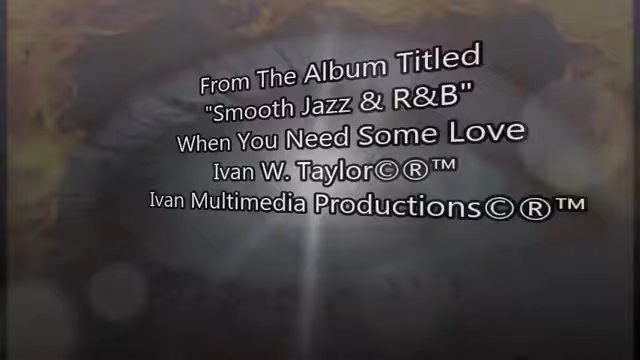 From The Album Titled
"Smooth Jazz & R&B"
When You Need Some Love
Ivan W. Taylor©®™
Ivan Multimedia Productions©®™